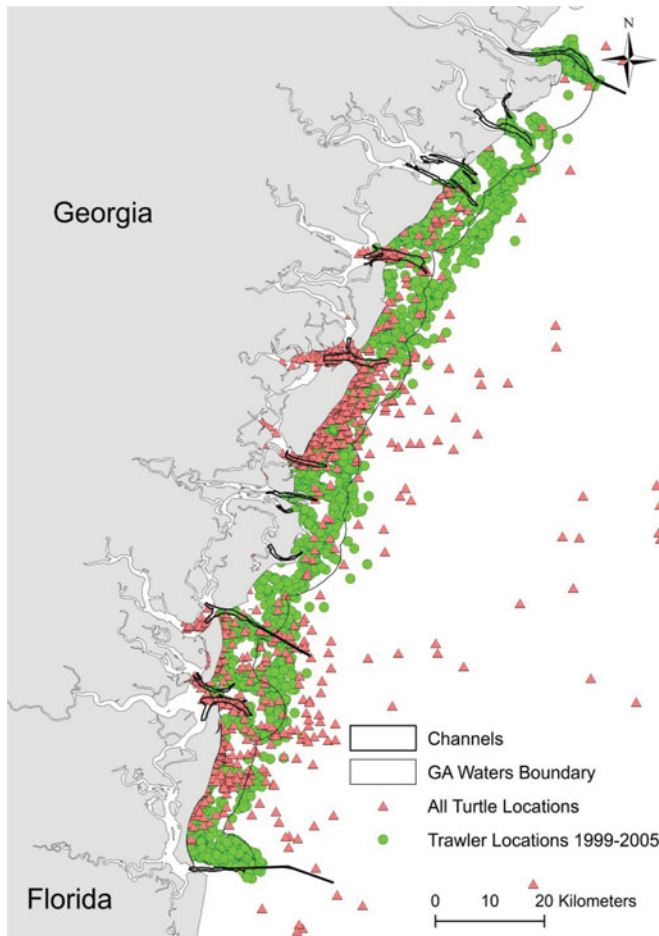 N
Georgia
Channels
GA Waters Boundary
All Turtle Locations
Trawler Locations 1999-2005
Florida
0 10 20 Kilometers